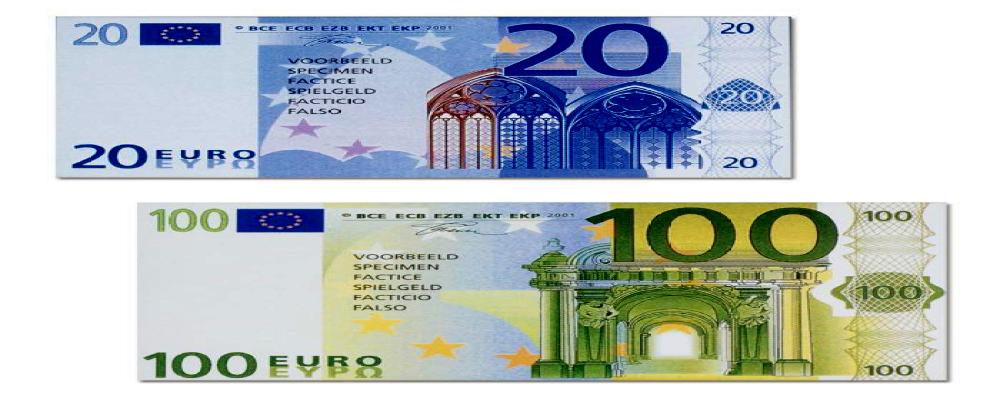 20
© BCE ECB EZB EKT EKP 2001
20
20
VOORBEELD
SPECIMEN
FACTICE
SPIELGELD
FACTICIO
FALSO
20
20 EURO
ΕΥΡΩ
20
100
© BCE ECB EZB EKT EKP 2001
100
100
VOORBEELD
SPECIMEN
FACTICE
SPIELGELD
FACTICIO
FALSO
100
100 EURO
ΕΥΡΩ
100